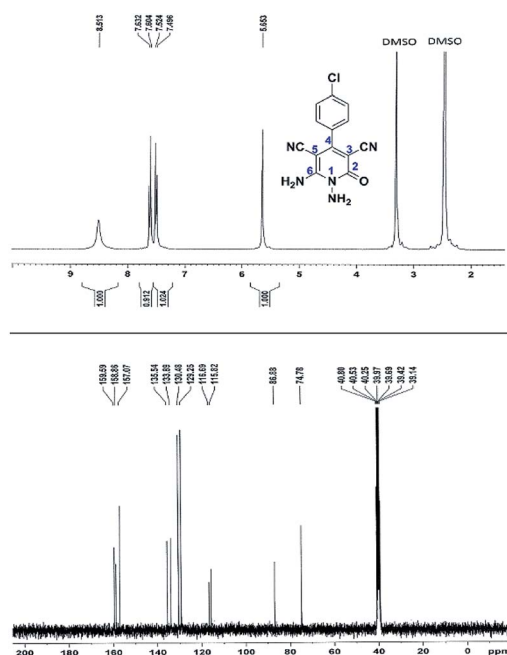 8.513 7.632 7.604 7.524 7.496 5.653 DMSO DMSO
Cl
4
NC 5 3 CN
6 1 2
H₂N N O
NH₂
9 8 7 6 5 4 3 2
1.000 0.912 1.024 1.000
159.59 158.86 157.07 135.54 133.89 130.48 129.25 116.69 115.82 86.88 74.78 40.80 40.53 40.25 39.97 39.69 39.42 39.14
200 180 160 140 120 100 80 60 40 20 0 ppm